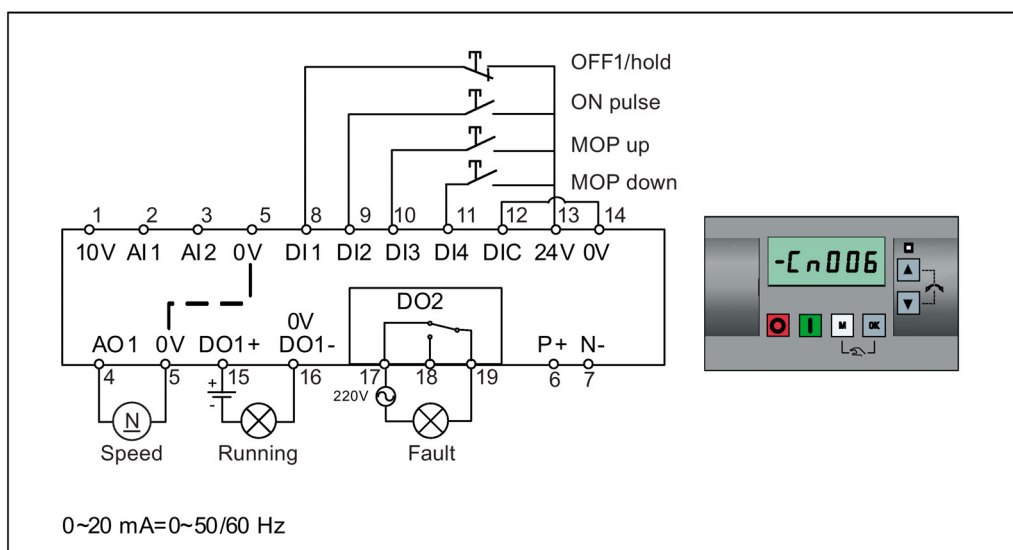 OFF1/hold
ON pulse
MOP up
MOP down
1 2 3 5 8 9 10 11 12 13 14
10V AI1 AI2 0V DI1 DI2 DI3 DI4 DIC 24V 0V
-Cn006
DO2
0V
AO1 0V DO1+ DO1- P+ N-
4 5 15 16 17 18 19 6 7
+
-
220V
N
M OK
Speed Running Fault
0~20 mA=0~50/60 Hz